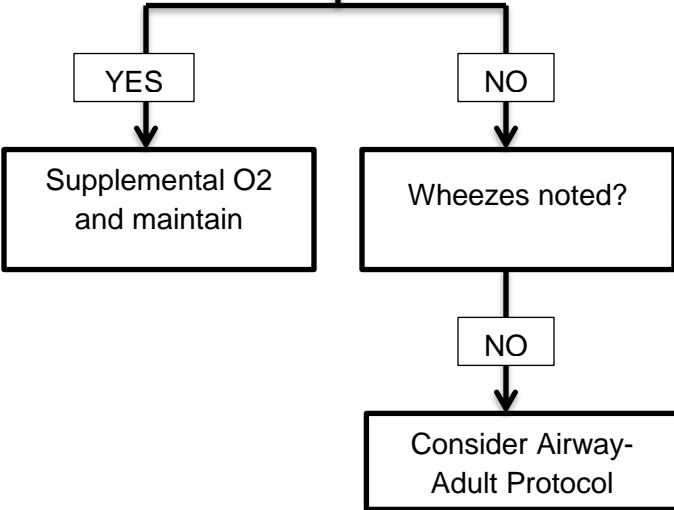 YES
NO
Supplemental O2
and maintain
Wheezes noted?
NO
Consider Airway-
Adult Protocol